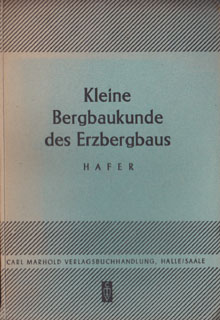 Kleine
Bergbaukunde
des Erzbergbaus
HAFER
CARL MARHOLD VERLAGSBUCHHANDLUNG, HALLE/SAALE